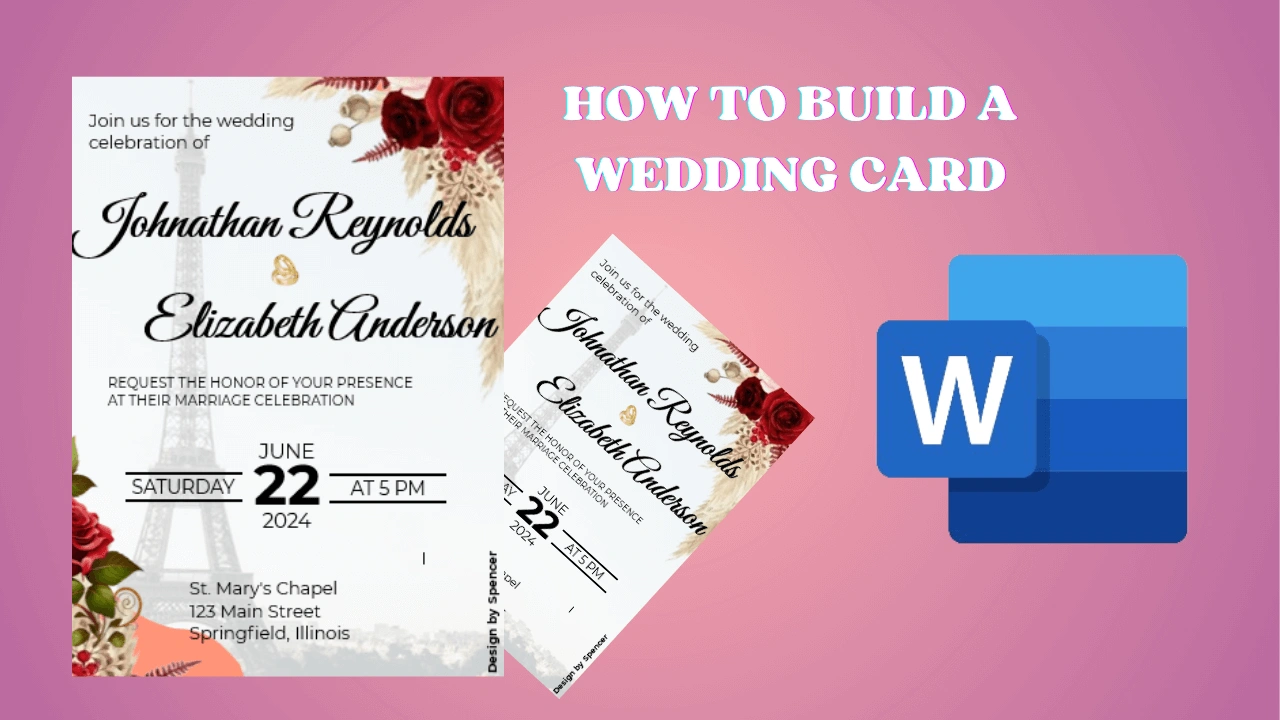 Join us for the wedding
celebration of
Johnathan Reynolds
Elizabeth Anderson
REQUEST THE HONOR OF YOUR PRESENCE
AT THEIR MARRIAGE CELEBRATION
JUNE
SATURDAY 22 AT 5 PM
2024
St. Mary's Chapel
123 Main Street
Springfield, Illinois
Design by Spencer
HOW TO BUILD A
WEDDING CARD
Join us for the wedding
celebration of
Johnathan Reynolds
Elizabeth Anderson
REQUEST THE HONOR OF YOUR PRESENCE
THEIR MARRIAGE CELEBRATION
JUNE
AY 22 AT 5 PM
2024
pel
Design by Spencer
W